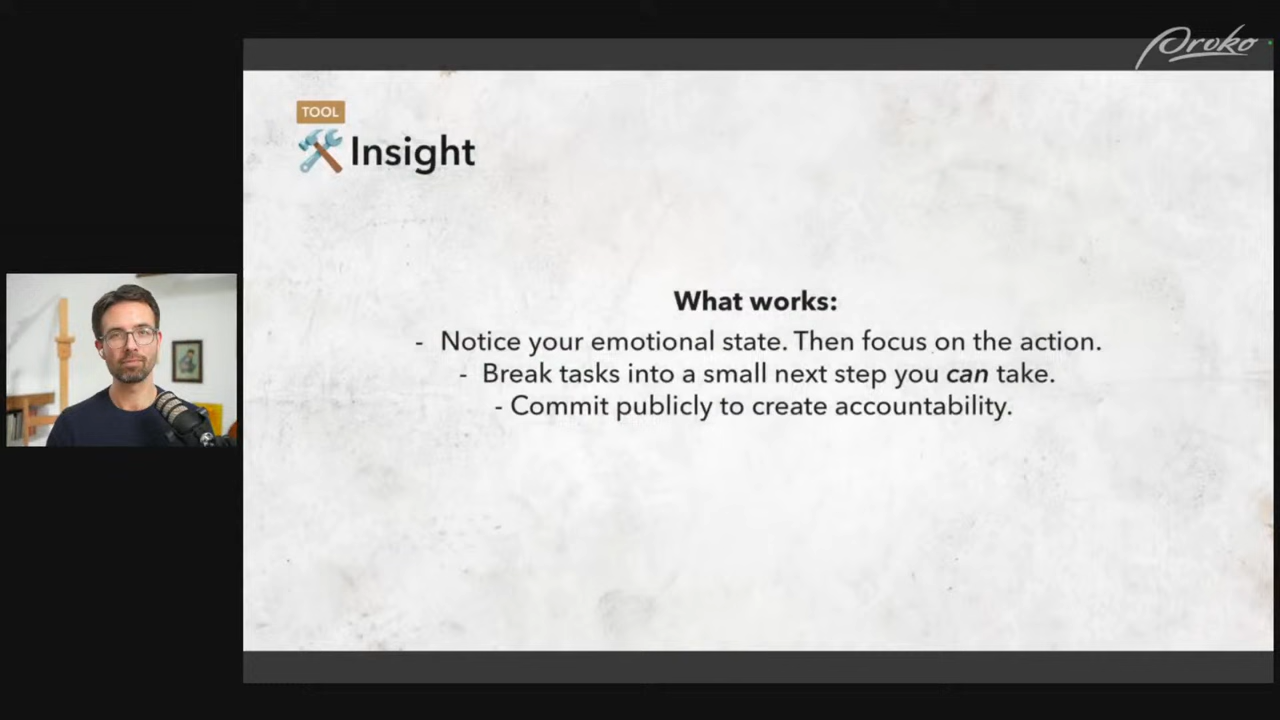 Proko
TOOL
Insight
What works:
- Notice your emotional state. Then focus on the action.
- Break tasks into a small next step you can take.
- Commit publicly to create accountability.